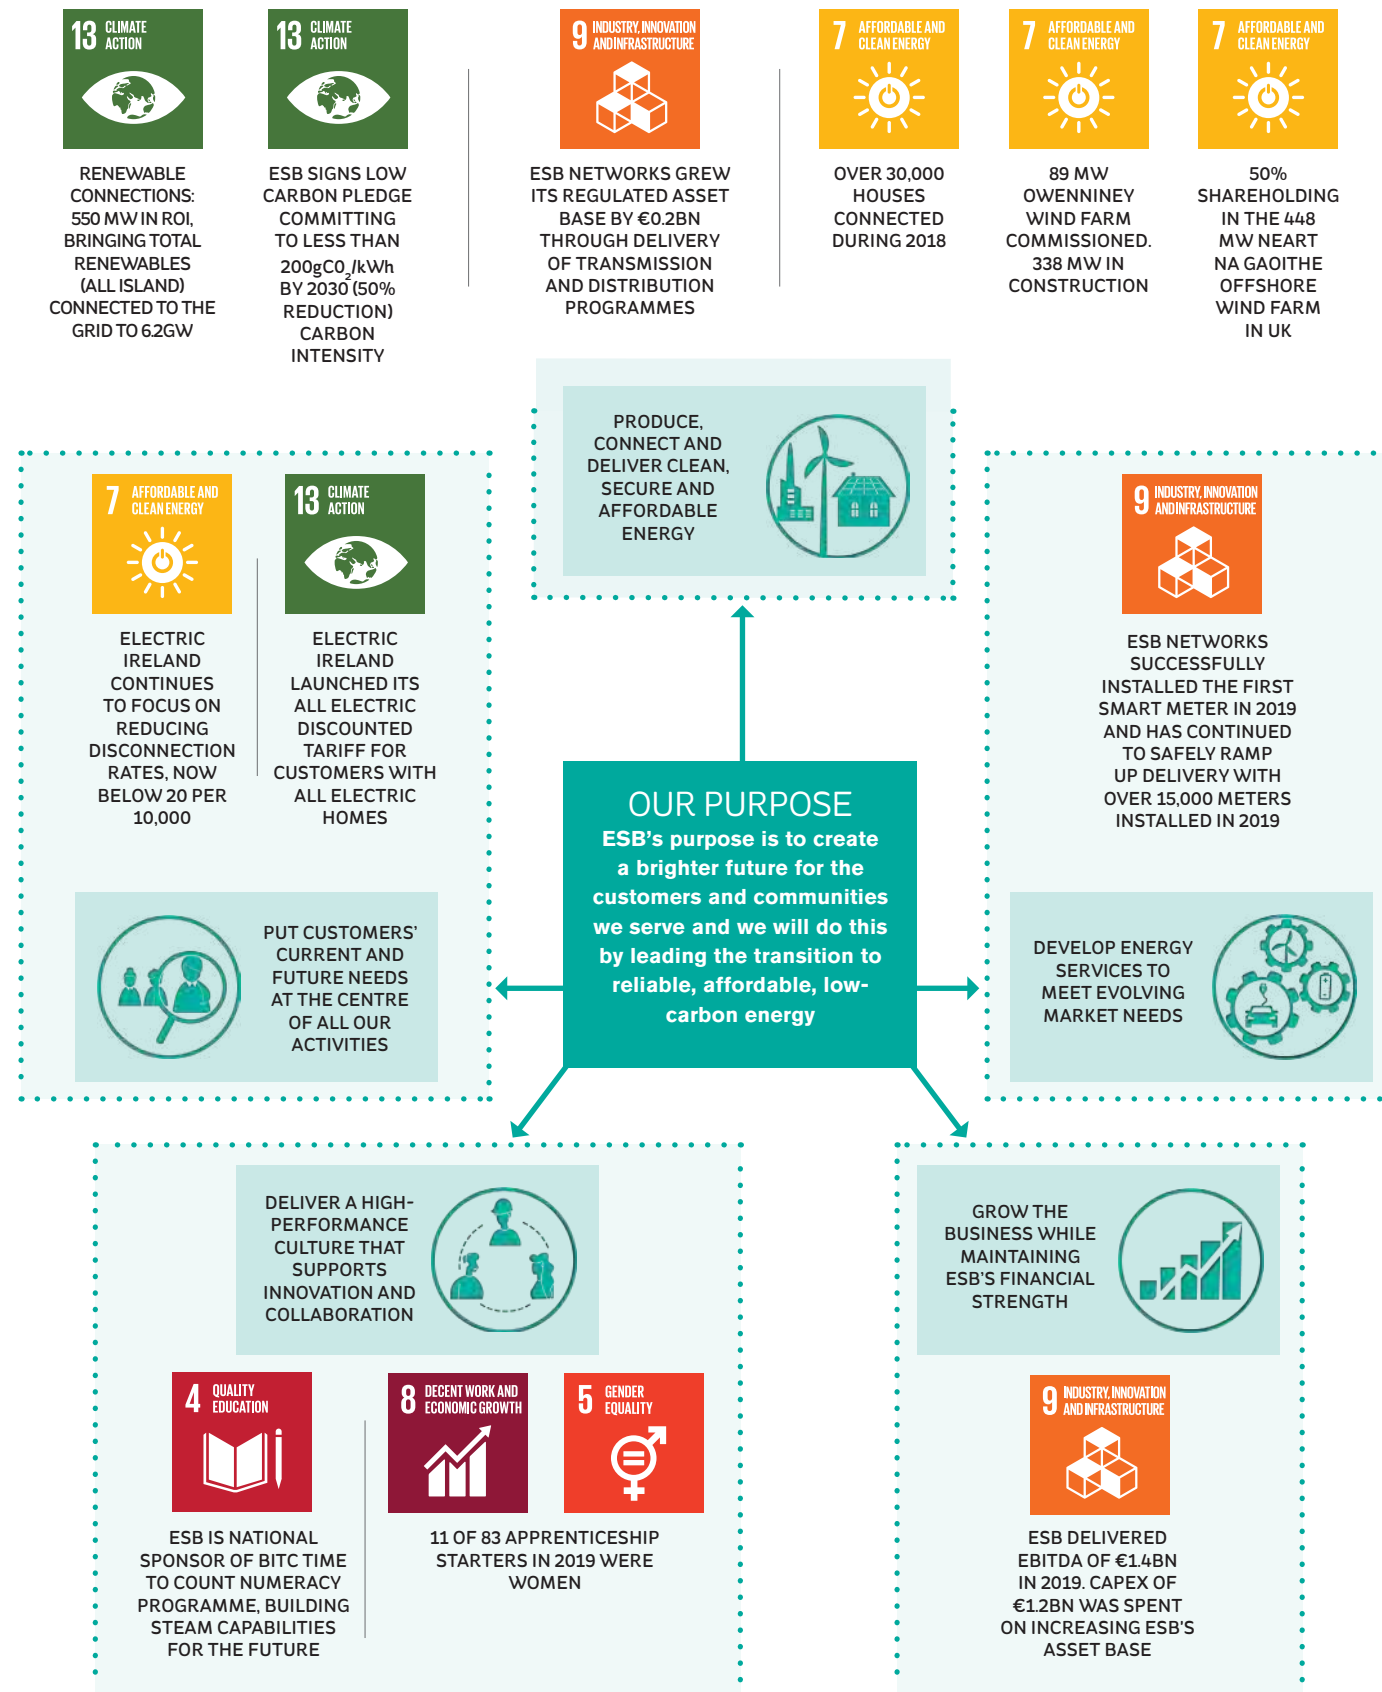 13 CLIMATE
ACTION
RENEWABLE
CONNECTIONS:
550 MW IN ROI,
BRINGING TOTAL
RENEWABLES
(ALL ISLAND)
CONNECTED TO THE
GRID TO 6.2GW
13 CLIMATE
ACTION
ESB SIGNS LOW
CARBON PLEDGE
COMMITTING
TO LESS THAN
200gC0₂/kWh
BY 2030 (50%
REDUCTION)
CARBON
INTENSITY
9 INDUSTRY, INNOVATION
AND INFRASTRUCTURE
ESB NETWORKS GREW
ITS REGULATED ASSET
BASE BY €0.2BN
THROUGH DELIVERY
OF TRANSMISSION
AND DISTRIBUTION
PROGRAMMES
7 AFFORDABLE AND
CLEAN ENERGY
OVER 30,000
HOUSES
CONNECTED
DURING 2018
7 AFFORDABLE AND
CLEAN ENERGY
89 MW
OWENNINEY
WIND FARM
COMMISSIONED.
338 MW IN
CONSTRUCTION
7 AFFORDABLE AND
CLEAN ENERGY
50%
SHAREHOLDING
IN THE 448
MW NEART
NA GAOITHE
OFFSHORE
WIND FARM
IN UK
PRODUCE,
CONNECT AND
DELIVER CLEAN,
SECURE AND
AFFORDABLE
ENERGY
7 AFFORDABLE AND
CLEAN ENERGY
ELECTRIC
IRELAND
CONTINUES
TO FOCUS ON
REDUCING
DISCONNECTION
RATES, NOW
BELOW 20 PER
10,000
13 CLIMATE
ACTION
ELECTRIC
IRELAND
LAUNCHED ITS
ALL ELECTRIC
DISCOUNTED
TARIFF FOR
CUSTOMERS WITH
ALL ELECTRIC
HOMES
PUT CUSTOMERS'
CURRENT AND
FUTURE NEEDS
AT THE CENTRE
OF ALL OUR
ACTIVITIES
OUR PURPOSE
ESB's purpose is to create
a brighter future for the
customers and communities
we serve and we will do this
by leading the transition to
reliable, affordable, low-
carbon energy
9 INDUSTRY, INNOVATION
AND INFRASTRUCTURE
ESB NETWORKS
SUCCESSFULLY
INSTALLED THE FIRST
SMART METER IN 2019
AND HAS CONTINUED
TO SAFELY RAMP
UP DELIVERY WITH
OVER 15,000 METERS
INSTALLED IN 2019
DEVELOP ENERGY
SERVICES TO
MEET EVOLVING
MARKET NEEDS
DELIVER A HIGH-
PERFORMANCE
CULTURE THAT
SUPPORTS
INNOVATION AND
COLLABORATION
4 QUALITY
EDUCATION
ESB IS NATIONAL
SPONSOR OF BITC TIME
TO COUNT NUMERACY
PROGRAMME, BUILDING
STEAM CAPABILITIES
FOR THE FUTURE
8 DECENT WORK AND
ECONOMIC GROWTH
5 GENDER
EQUALITY
11 OF 83 APPRENTICESHIP
STARTERS IN 2019 WERE
WOMEN
GROW THE
BUSINESS WHILE
MAINTAINING
ESB'S FINANCIAL
STRENGTH
9 INDUSTRY, INNOVATION
AND INFRASTRUCTURE
ESB DELIVERED
EBITDA OF €1.4BN
IN 2019. CAPEX OF
€1.2BN WAS SPENT
ON INCREASING ESB'S
ASSET BASE